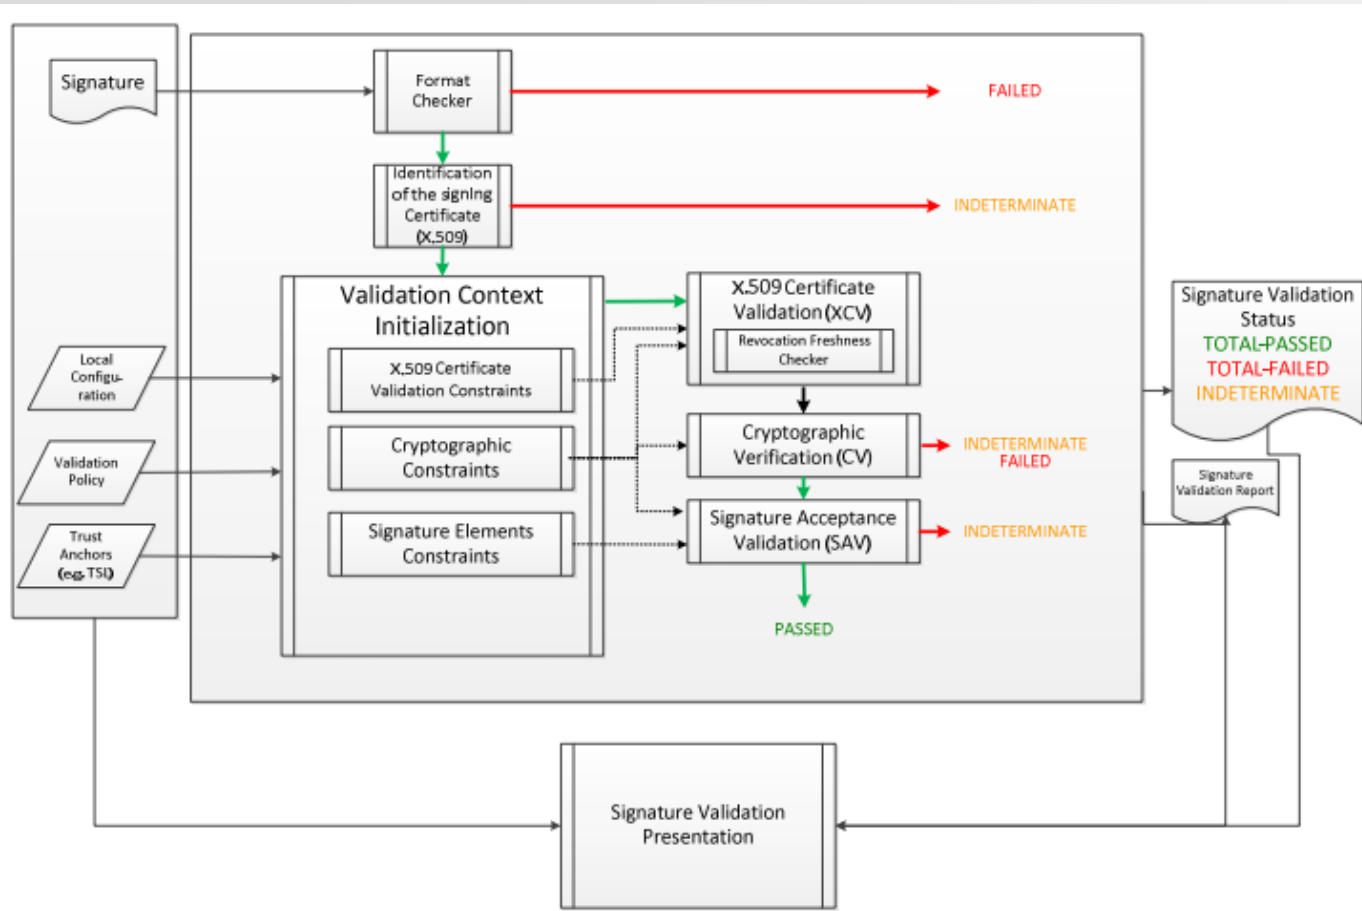 Signature
Format
Checker
FAILED
Identification
of the signing
Certificate
(X.509)
INDETERMINATE
Validation Context
Initialization
X.509 Certificate
Validation Constraints
Cryptographic
Constraints
Signature Elements
Constraints
Local
Configu-
ration
Validation
Policy
Trust
Anchors
(e.g. TSL)
X.509 Certificate
Validation (XCV)
Revocation Freshness
Checker
Cryptographic
Verification (CV)
INDETERMINATE
FAILED
Signature Acceptance
Validation (SAV)
INDETERMINATE
PASSED
Signature Validation
Status
TOTAL-PASSED
TOTAL-FAILED
INDETERMINATE
Signature
Validation Report
Signature Validation
Presentation